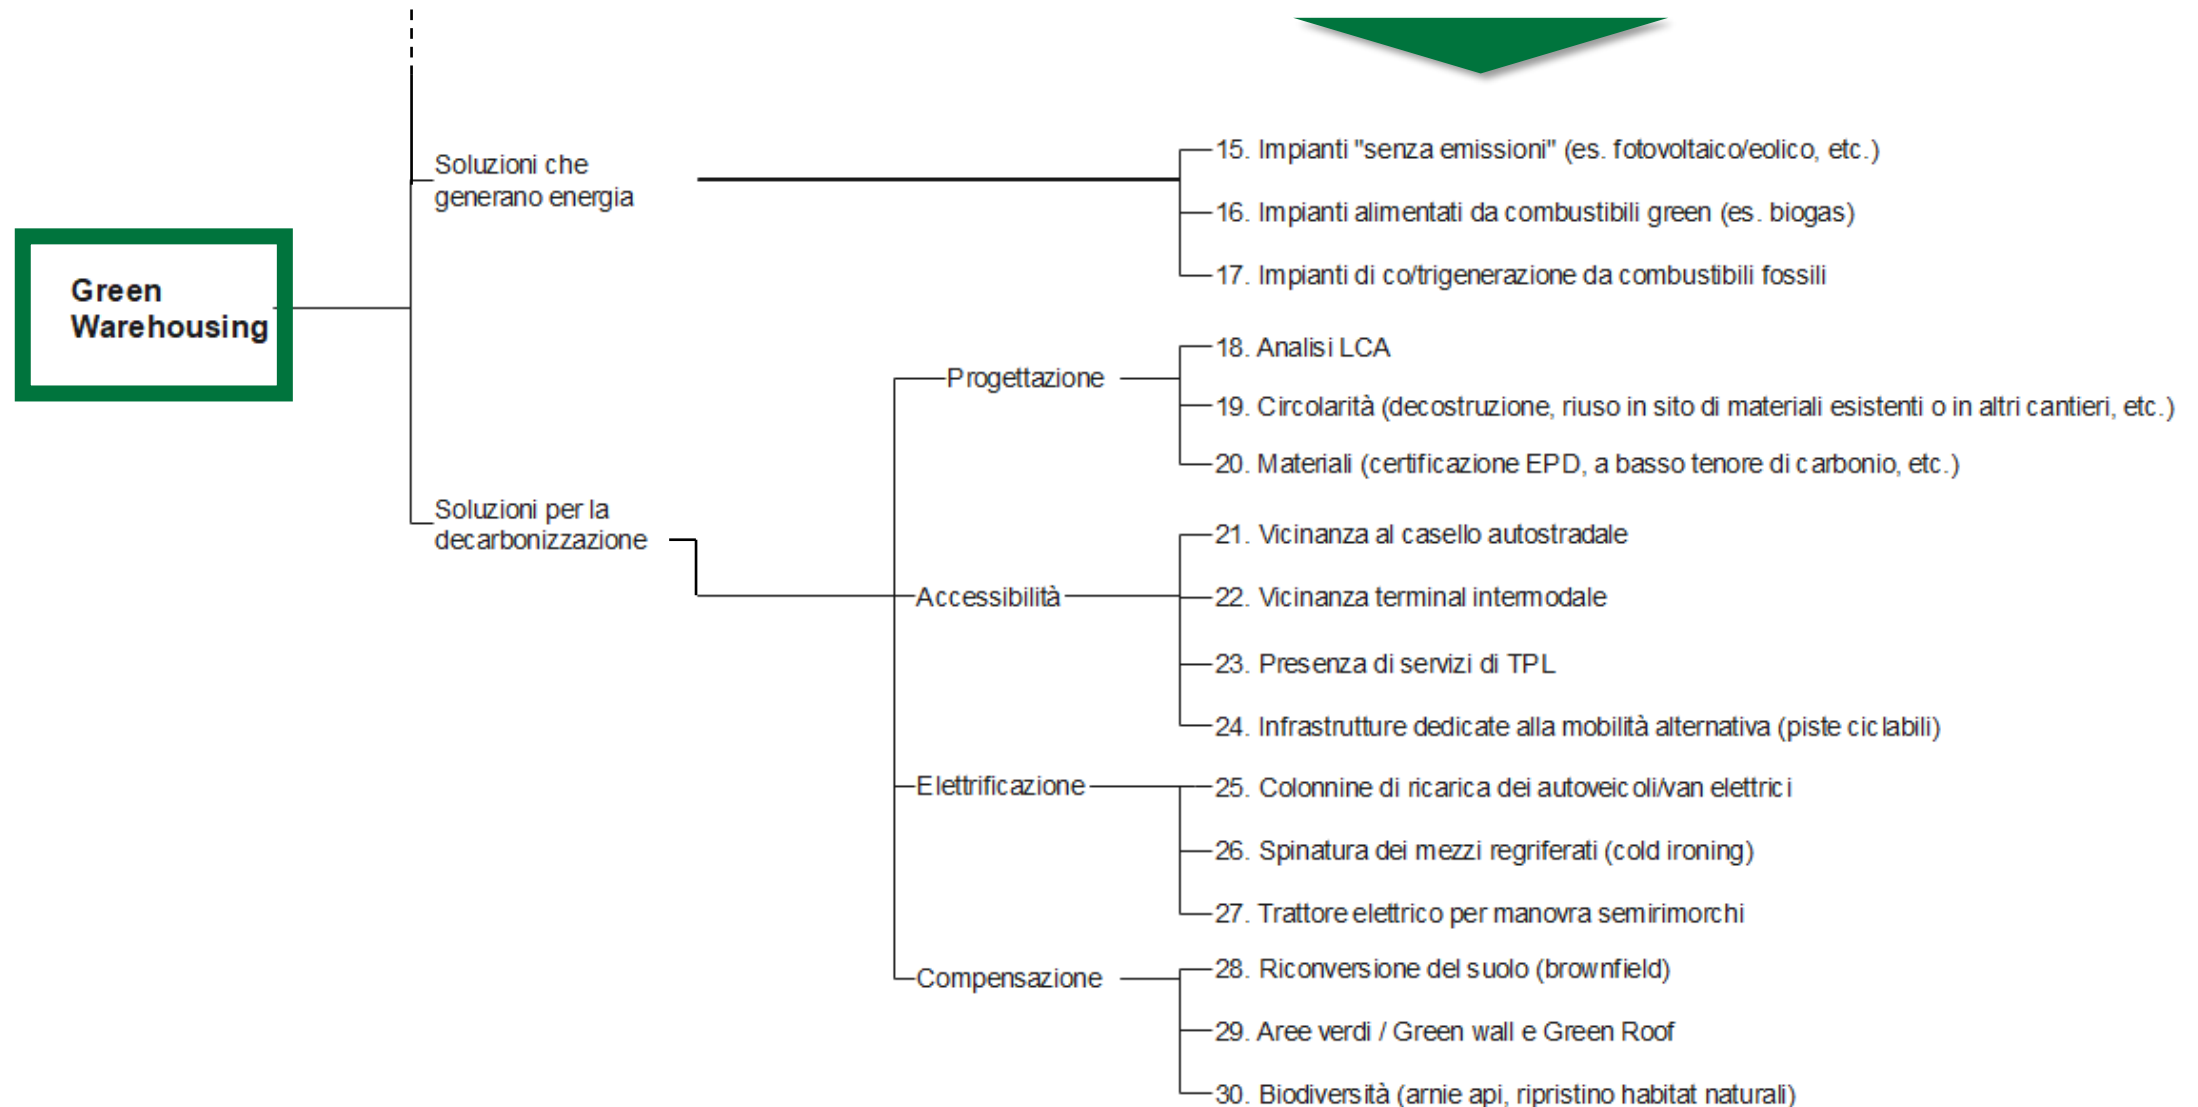 Soluzioni che
generano energia
15. Impianti "senza emissioni" (es. fotovoltaico/eolico, etc.)
16. Impianti alimentati da combustibili green (es. biogas)
17. Impianti di co/trigenerazione da combustibili fossili
Green
Warehousing
Soluzioni per la
decarbonizzazione
Progettazione
18. Analisi LCA
19. Circolarità (decostruzione, riuso in sito di materiali esistenti o in altri cantieri, etc.)
20. Materiali (certificazione EPD, a basso tenore di carbonio, etc.)
Accessibilità
21. Vicinanza al casello autostradale
22. Vicinanza terminal intermodale
23. Presenza di servizi di TPL
24. Infrastrutture dedicate alla mobilità alternativa (piste ciclabili)
Elettrificazione
25. Colonnine di ricarica dei autoveicoli/van elettrici
26. Spinatura dei mezzi regriferati (cold ironing)
27. Trattore elettrico per manovra semirimorchi
Compensazione
28. Riconversione del suolo (brownfield)
29. Aree verdi / Green wall e Green Roof
30. Biodiversità (arnie api, ripristino habitat naturali)